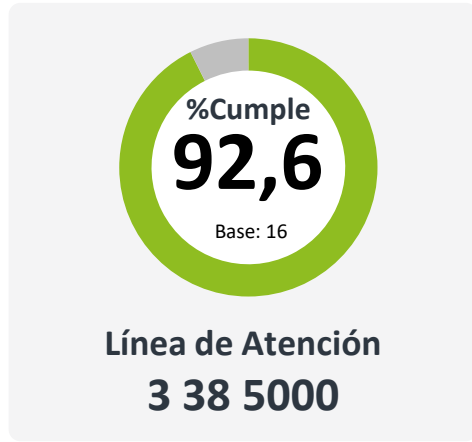 %Cumple
92,6
Base: 16
Línea de Atención
3 38 5000